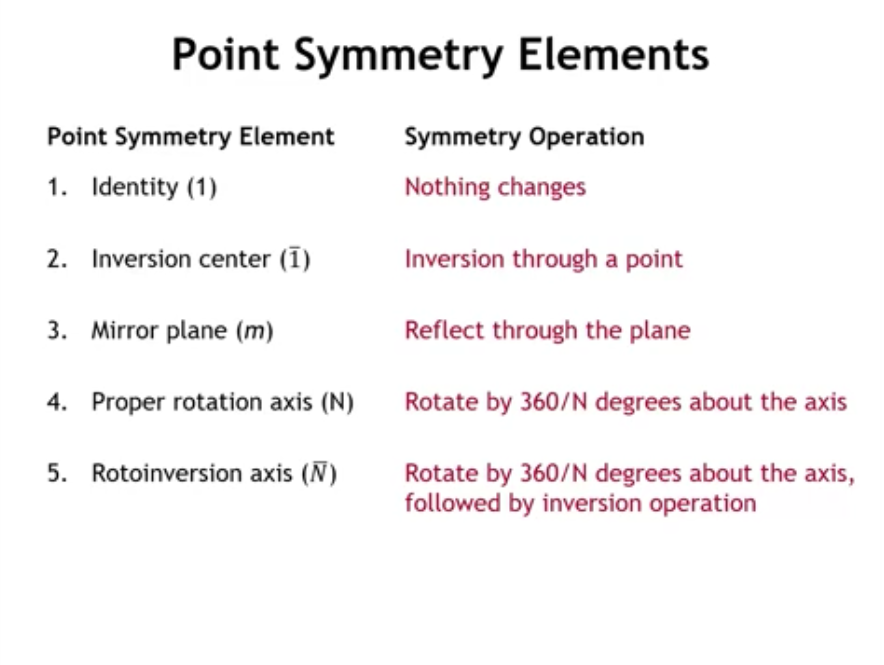 Point Symmetry Elements
Point Symmetry Element Symmetry Operation
1. Identity (1) Nothing changes
2. Inversion center (1̅) Inversion through a point
3. Mirror plane (m) Reflect through the plane
4. Proper rotation axis (N) Rotate by 360/N degrees about the axis
5. Rotoinversion axis (N̅) Rotate by 360/N degrees about the axis,
followed by inversion operation